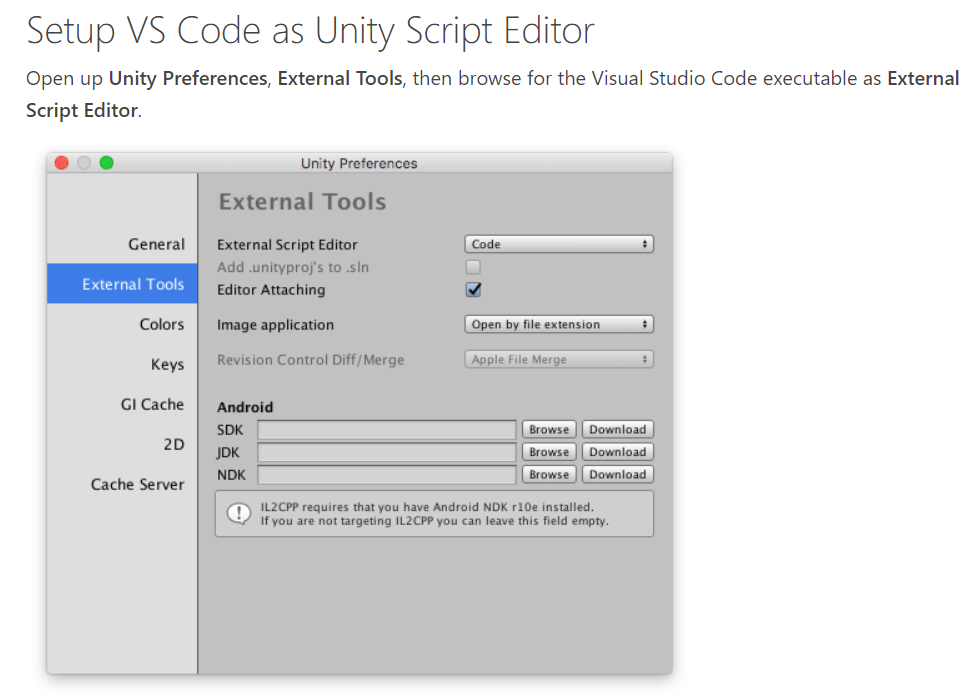 Setup VS Code as Unity Script Editor
Open up Unity Preferences, External Tools, then browse for the Visual Studio Code executable as External
Script Editor.
Unity Preferences
General
External Tools
Colors
Keys
GI Cache
2D
Cache Server
External Tools
External Script Editor Code
Add .unityproj's to .sln
Editor Attaching
Image application Open by file extension
Revision Control Diff/Merge Apple File Merge
Android
SDK Browse Download
JDK Browse Download
NDK Browse Download
IL2CPP requires that you have Android NDK r10e installed.
If you are not targeting IL2CPP you can leave this field empty.